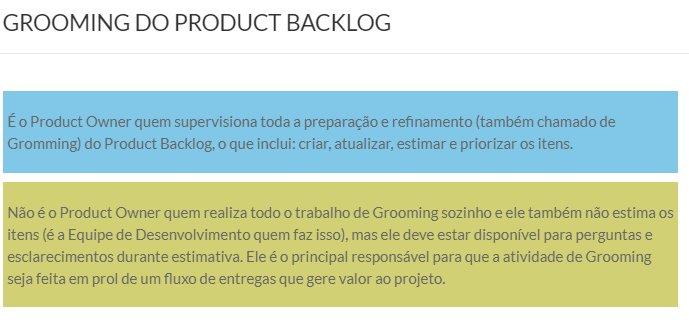 GROOMING DO PRODUCT BACKLOG
É o Product Owner quem supervisiona toda a preparação e refinamento (também chamado de
Gromming) do Product Backlog, o que inclui: criar, atualizar, estimar e priorizar os itens.
Não é o Product Owner quem realiza todo o trabalho de Grooming sozinho e ele também não estima os
itens (é a Equipe de Desenvolvimento quem faz isso), mas ele deve estar disponível para perguntas e
esclarecimentos durante estimativa. Ele é o principal responsável para que a atividade de Grooming
seja feita em prol de um fluxo de entregas que gere valor ao projeto.